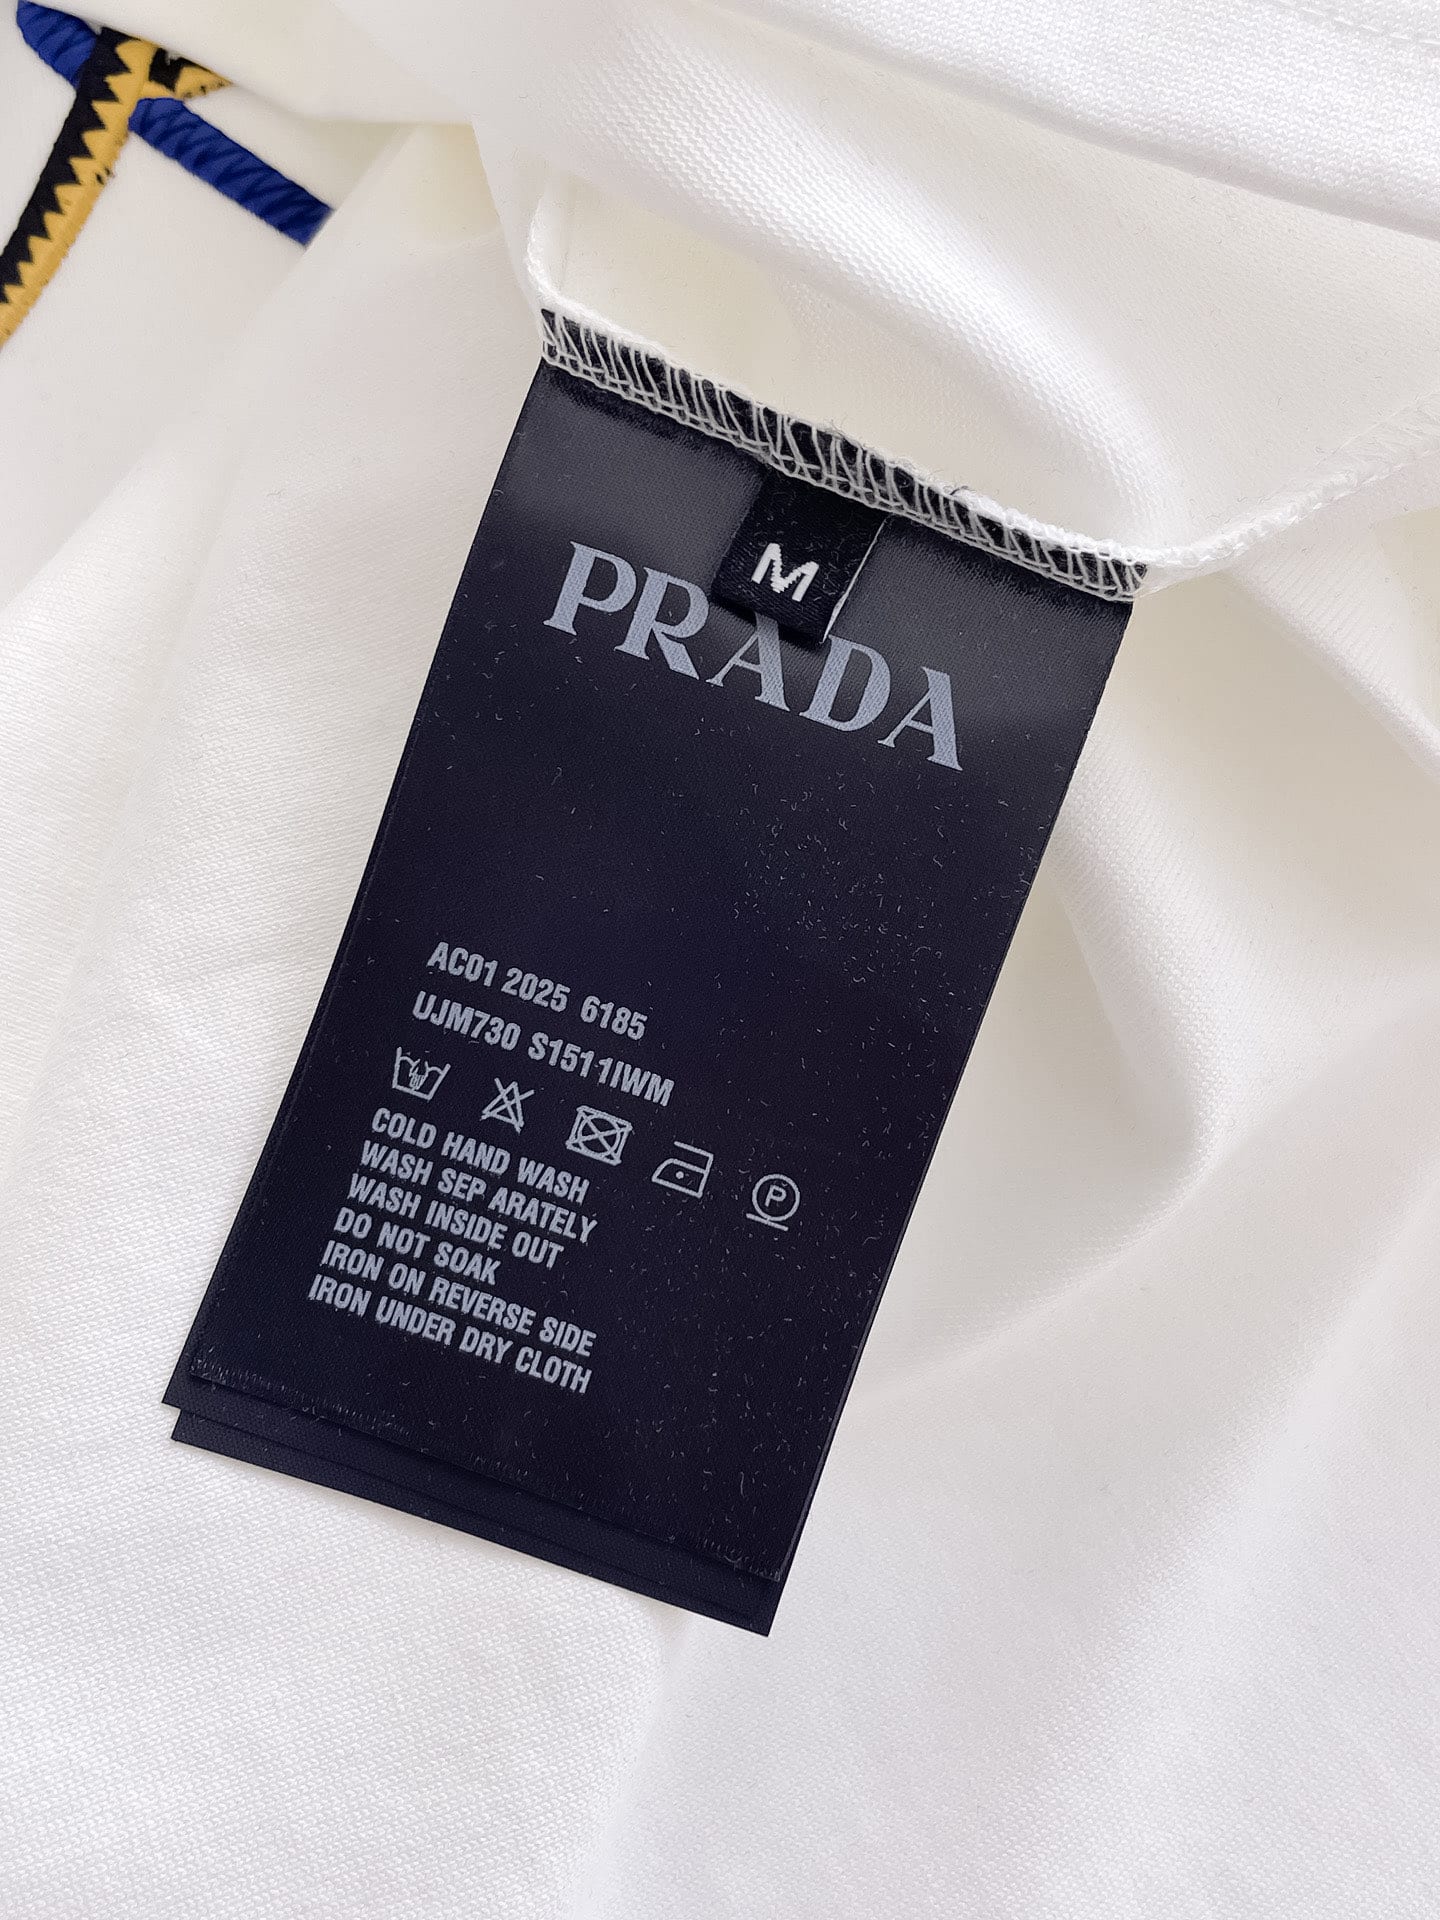 M
PRADA
AC01 2025 6185
UJM730 S1511IWM
P
COLD HAND WASH
WASH SEP ARATELY
WASH INSIDE OUT
DO NOT SOAK
IRON ON REVERSE SIDE
IRON UNDER DRY CLOTH